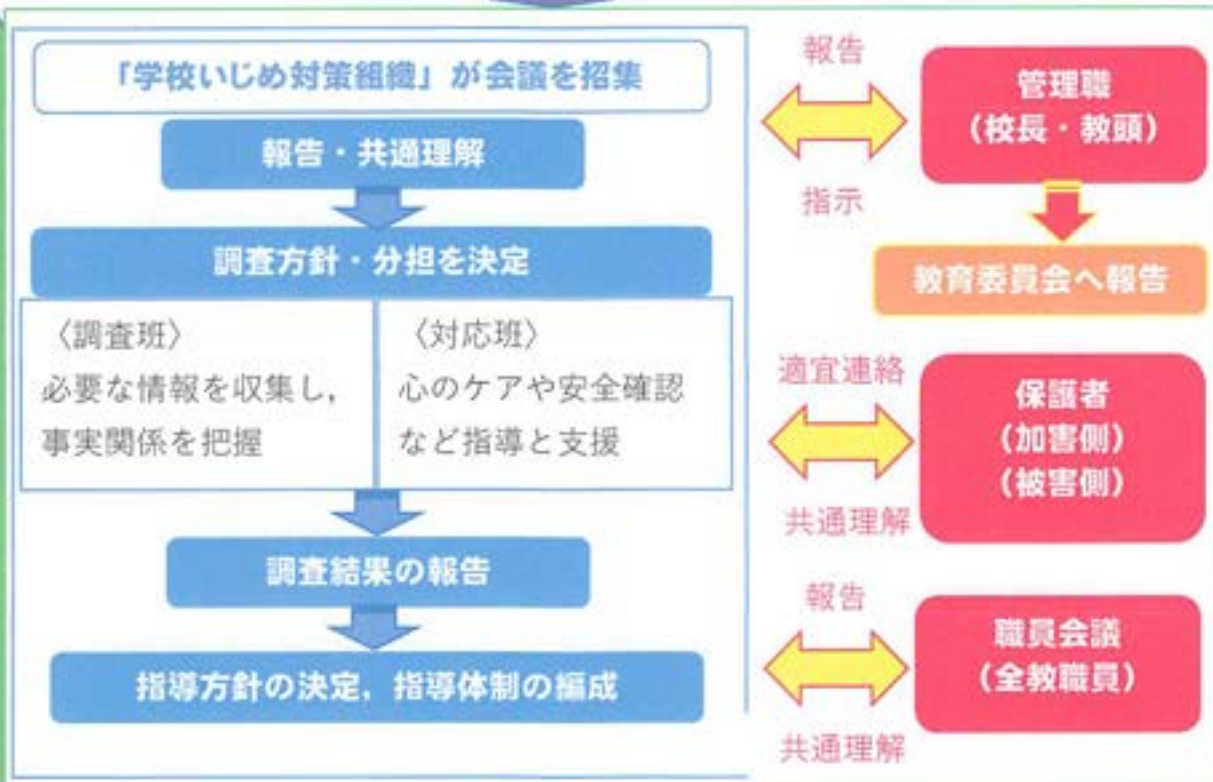 「学校いじめ対策組織」が会議を招集
報告・共通理解
調査方針・分担を決定
〈調査班〉
必要な情報を収集し,
事実関係を把握
〈対応班〉
心のケアや安全確認
など指導と支援
調査結果の報告
指導方針の決定，指導体制の編成
報告
指示
管理職
（校長・教頭）
教育委員会へ報告
適宜連絡
共通理解
保護者
（加害側）
（被害側）
報告
共通理解
職員会議
（全教職員）